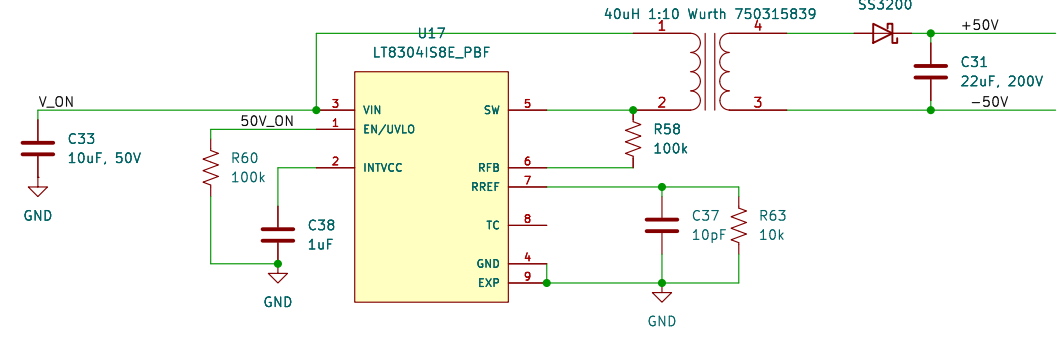 SS3200
40uH 1:10 Wurth 750315839
1
4
+50V
U17
LT8304IS8E_PBF
C31
22uF, 200V
V_ON
3
VIN
SW
5
2
3
-50V
50V_ON
1
EN/UVLO
R58
100k
C33
10uF, 50V
R60
100k
2
INTVCC
RFB
6
RREF
7
GND
C38
1uF
TC
8
C37
10pF
R63
10k
GND
4
EXP
9
GND
GND